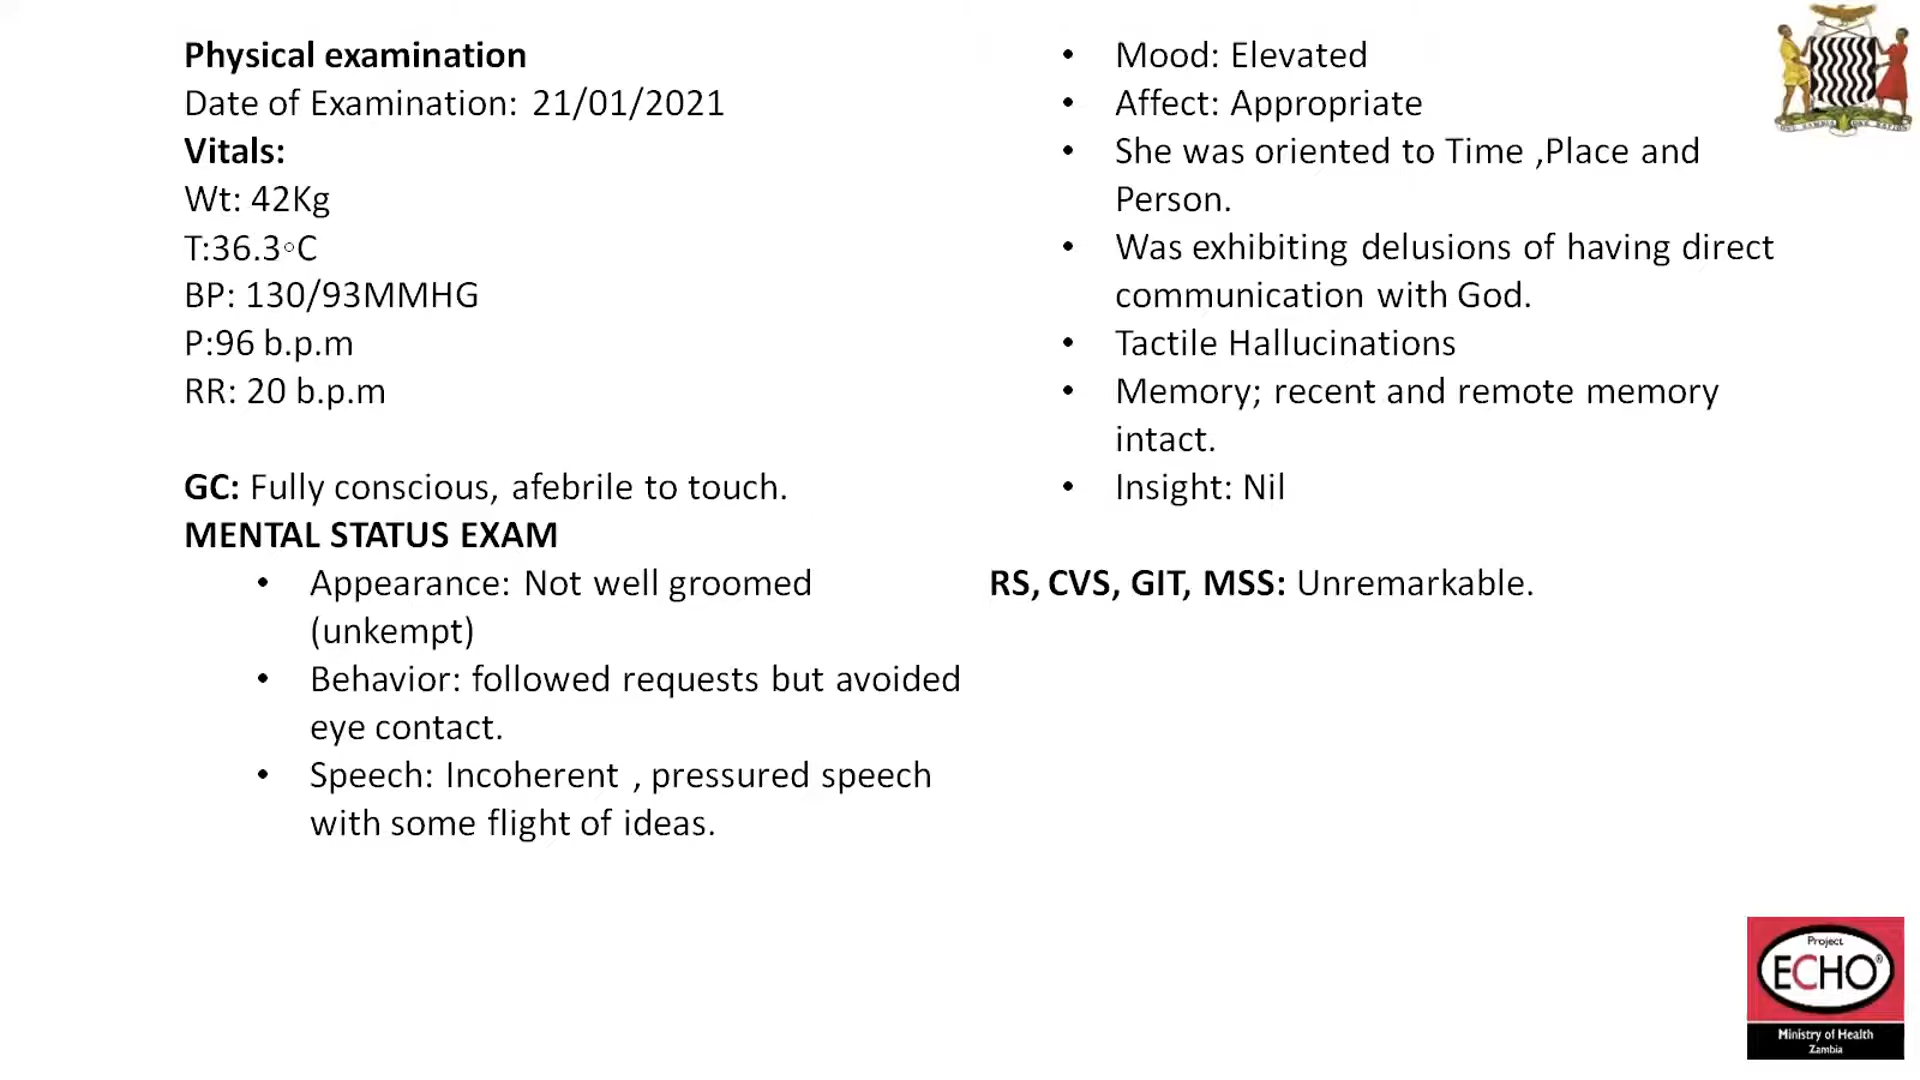 Physical examination
Date of Examination: 21/01/2021
Vitals:
Wt: 42Kg
T:36.3◦C
BP: 130/93MMHG
P:96 b.p.m
RR: 20 b.p.m
GC: Fully conscious, afebrile to touch.
MENTAL STATUS EXAM
• Appearance: Not well groomed
(unkempt)
• Behavior: followed requests but avoided
eye contact.
• Speech: Incoherent , pressured speech
with some flight of ideas.
• Mood: Elevated
• Affect: Appropriate
• She was oriented to Time ,Place and
Person.
• Was exhibiting delusions of having direct
communication with God.
• Tactile Hallucinations
• Memory; recent and remote memory
intact.
• Insight: Nil
RS, CVS, GIT, MSS: Unremarkable.
ONE ZAMBIA ONE NATION
Project
ECHO®
Ministry of Health
Zambia